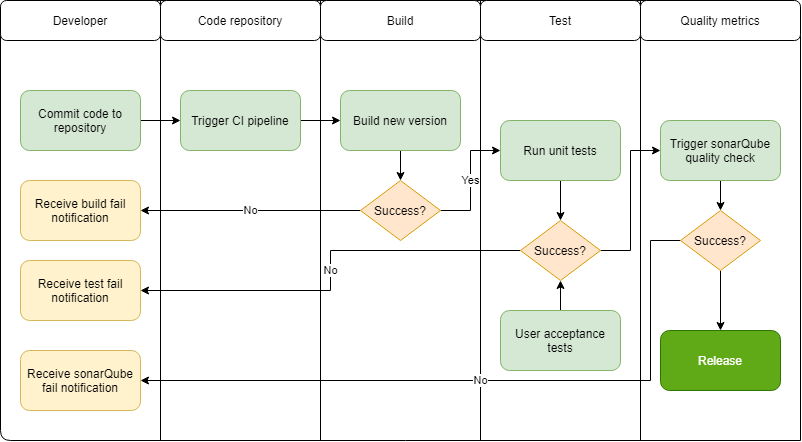 Developer
Code repository
Build
Test
Quality metrics
Commit code to
repository
Trigger CI pipeline
Build new version
Run unit tests
Trigger sonarQube
quality check
Yes
Receive build fail
notification
No
Success?
Success?
Success?
Receive test fail
notification
No
User acceptance
tests
Release
Receive sonarQube
fail notification
No